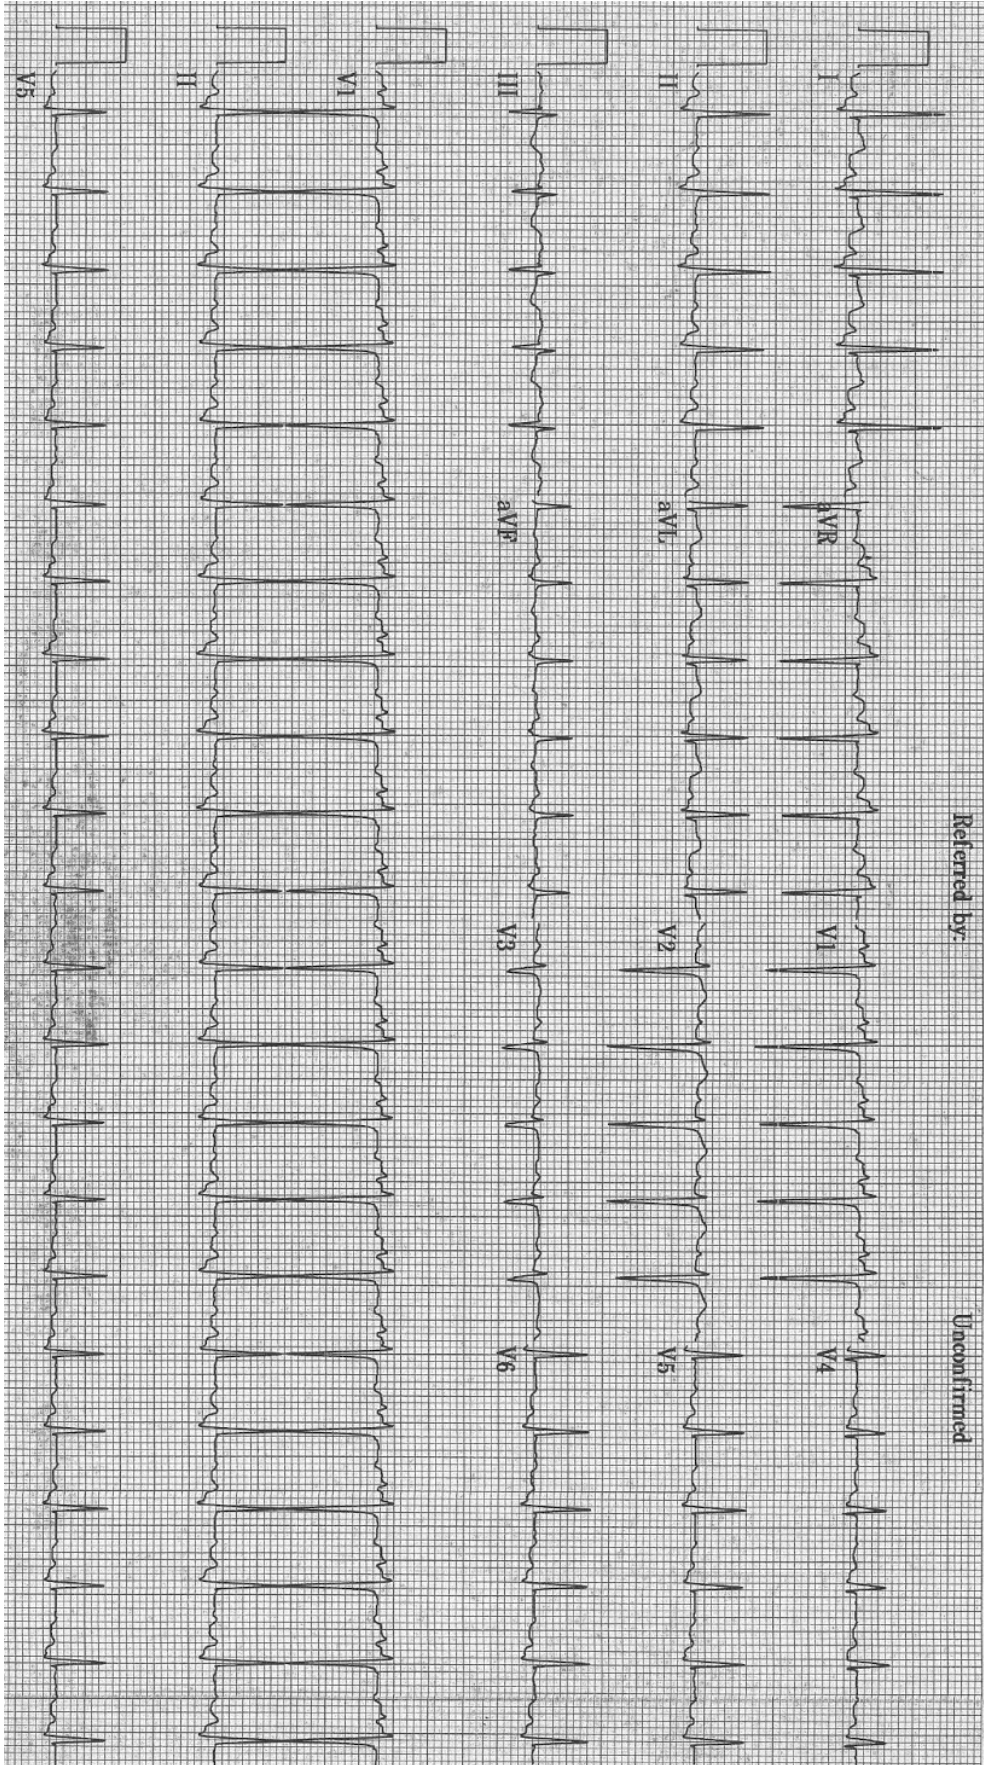 Referred by: Unconfirmed
I aVR V1 V4
II aVL V2 V5
III aVF V3 V6
V1
II
V5